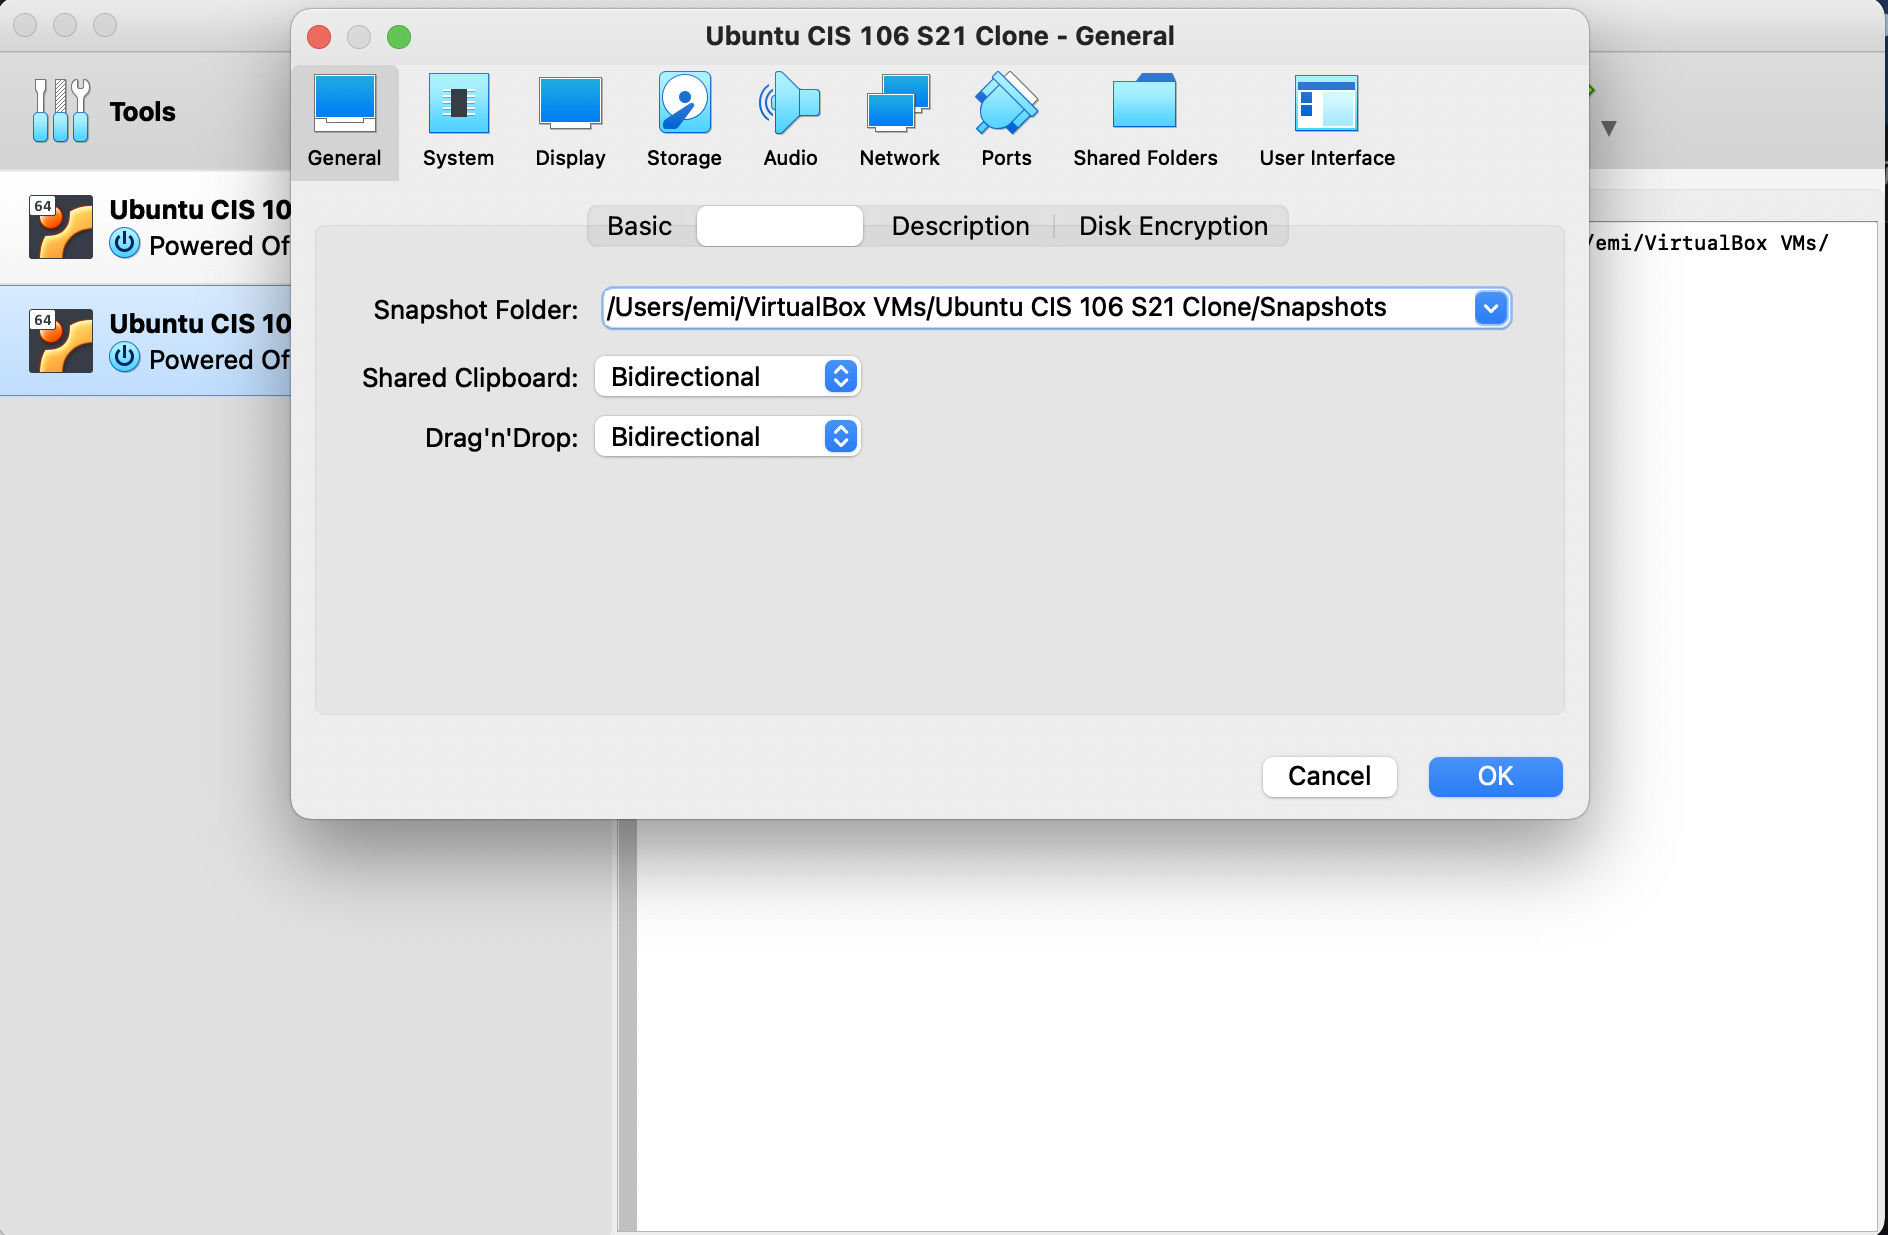 Ubuntu CIS 106 S21 Clone - General
Tools
General System Display Storage Audio Network Ports Shared Folders User Interface
64
Ubuntu CIS 10
Powered Of
64
Ubuntu CIS 10
Powered Of
Basic Description Disk Encryption
/emi/VirtualBox VMs/
Snapshot Folder: /Users/emi/VirtualBox VMs/Ubuntu CIS 106 S21 Clone/Snapshots
Shared Clipboard: Bidirectional
Drag'n'Drop: Bidirectional
Cancel OK